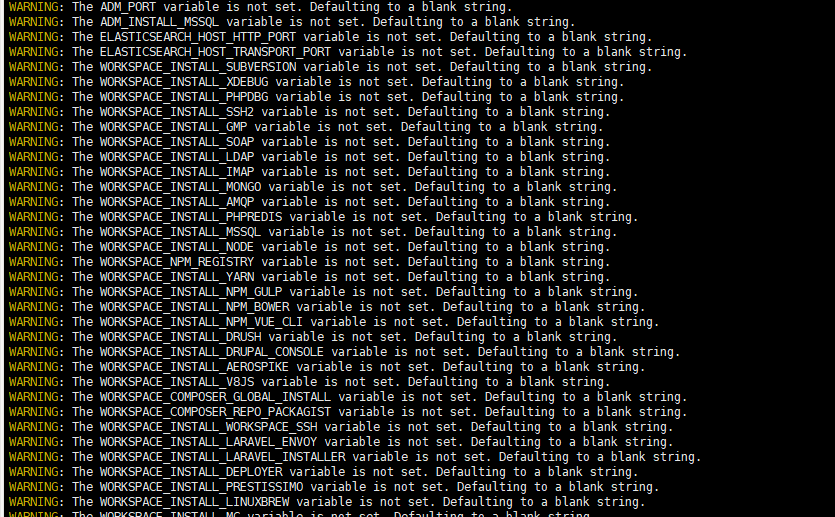 WARNING: The ADM_PORT variable is not set. Defaulting to a blank string.
WARNING: The ADM_INSTALL_MSSQL variable is not set. Defaulting to a blank string.
WARNING: The ELASTICSEARCH_HOST_HTTP_PORT variable is not set. Defaulting to a blank string.
WARNING: The ELASTICSEARCH_HOST_TRANSPORT_PORT variable is not set. Defaulting to a blank string.
WARNING: The WORKSPACE_INSTALL_SUBVERSION variable is not set. Defaulting to a blank string.
WARNING: The WORKSPACE_INSTALL_XDEBUG variable is not set. Defaulting to a blank string.
WARNING: The WORKSPACE_INSTALL_PHPDBG variable is not set. Defaulting to a blank string.
WARNING: The WORKSPACE_INSTALL_SSH2 variable is not set. Defaulting to a blank string.
WARNING: The WORKSPACE_INSTALL_GMP variable is not set. Defaulting to a blank string.
WARNING: The WORKSPACE_INSTALL_SOAP variable is not set. Defaulting to a blank string.
WARNING: The WORKSPACE_INSTALL_LDAP variable is not set. Defaulting to a blank string.
WARNING: The WORKSPACE_INSTALL_IMAP variable is not set. Defaulting to a blank string.
WARNING: The WORKSPACE_INSTALL_MONGO variable is not set. Defaulting to a blank string.
WARNING: The WORKSPACE_INSTALL_AMQP variable is not set. Defaulting to a blank string.
WARNING: The WORKSPACE_INSTALL_PHPREDIS variable is not set. Defaulting to a blank string.
WARNING: The WORKSPACE_INSTALL_MSSQL variable is not set. Defaulting to a blank string.
WARNING: The WORKSPACE_INSTALL_NODE variable is not set. Defaulting to a blank string.
WARNING: The WORKSPACE_NPM_REGISTRY variable is not set. Defaulting to a blank string.
WARNING: The WORKSPACE_INSTALL_YARN variable is not set. Defaulting to a blank string.
WARNING: The WORKSPACE_INSTALL_NPM_GULP variable is not set. Defaulting to a blank string.
WARNING: The WORKSPACE_INSTALL_NPM_BOWER variable is not set. Defaulting to a blank string.
WARNING: The WORKSPACE_INSTALL_NPM_VUE_CLI variable is not set. Defaulting to a blank string.
WARNING: The WORKSPACE_INSTALL_DRUSH variable is not set. Defaulting to a blank string.
WARNING: The WORKSPACE_INSTALL_DRUPAL_CONSOLE variable is not set. Defaulting to a blank string.
WARNING: The WORKSPACE_INSTALL_AEROSPIKE variable is not set. Defaulting to a blank string.
WARNING: The WORKSPACE_INSTALL_V8JS variable is not set. Defaulting to a blank string.
WARNING: The WORKSPACE_COMPOSER_GLOBAL_INSTALL variable is not set. Defaulting to a blank string.
WARNING: The WORKSPACE_COMPOSER_REPO_PACKAGIST variable is not set. Defaulting to a blank string.
WARNING: The WORKSPACE_INSTALL_WORKSPACE_SSH variable is not set. Defaulting to a blank string.
WARNING: The WORKSPACE_INSTALL_LARAVEL_ENVOY variable is not set. Defaulting to a blank string.
WARNING: The WORKSPACE_INSTALL_LARAVEL_INSTALLER variable is not set. Defaulting to a blank string.
WARNING: The WORKSPACE_INSTALL_DEPLOYER variable is not set. Defaulting to a blank string.
WARNING: The WORKSPACE_INSTALL_PRESTISSIMO variable is not set. Defaulting to a blank string.
WARNING: The WORKSPACE_INSTALL_LINUXBREW variable is not set. Defaulting to a blank string.
WARNING: The WORKSPACE_INSTALL_MC variable is not set. Defaulting to a blank string.